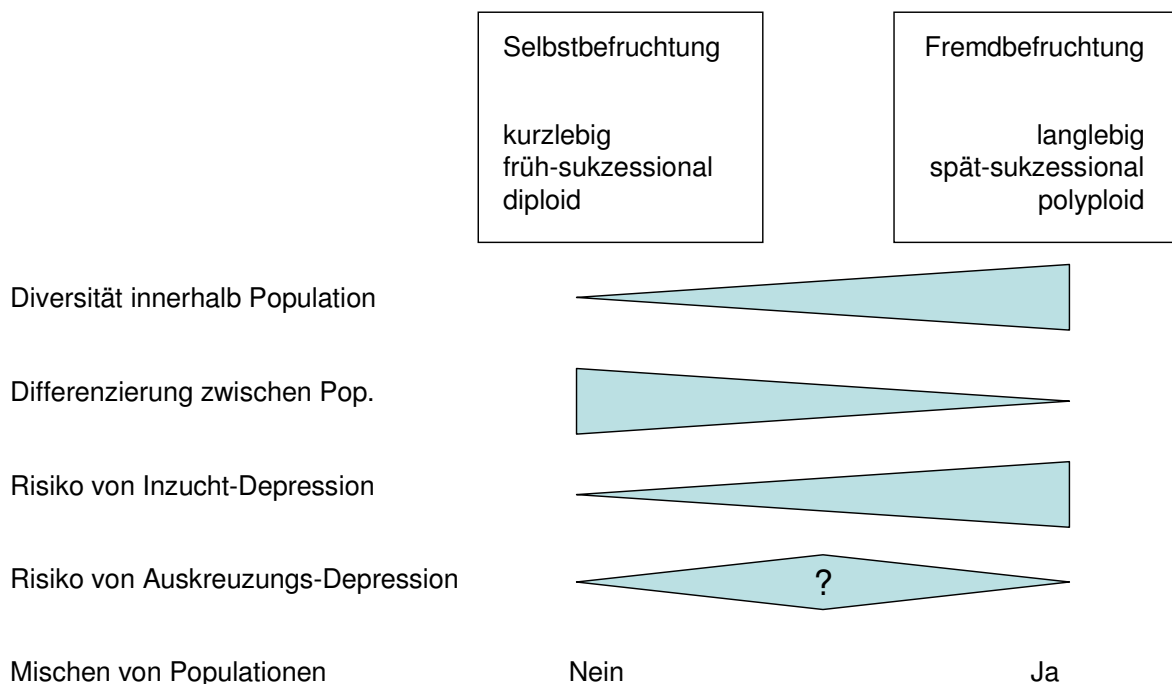 Selbstbefruchtung
kurzlebig
früh-sukzessional
diploid
Fremdbefruchtung
langlebig
spät-sukzessional
polyploid
Diversität innerhalb Population
Differenzierung zwischen Pop.
Risiko von Inzucht-Depression
Risiko von Auskreuzungs-Depression
?
Mischen von Populationen Nein Ja